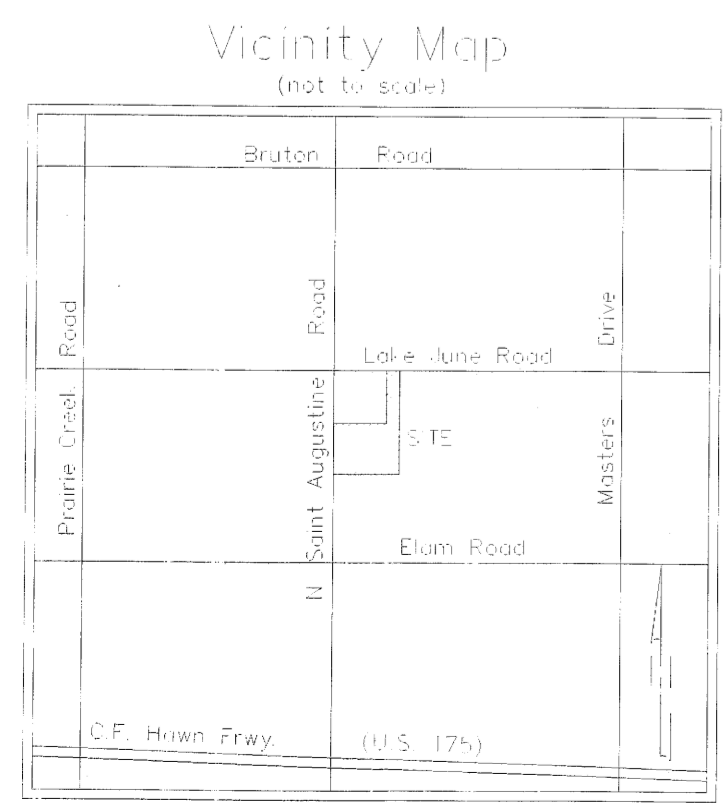 Vicinity Map
(not to scale)
Bruton Road
Prairie Creek Road
N Saint Augustine Road
Masters Drive
Lake June Road
SITE
Elam Road
C.F. Hawn Frwy. (U.S. 175)